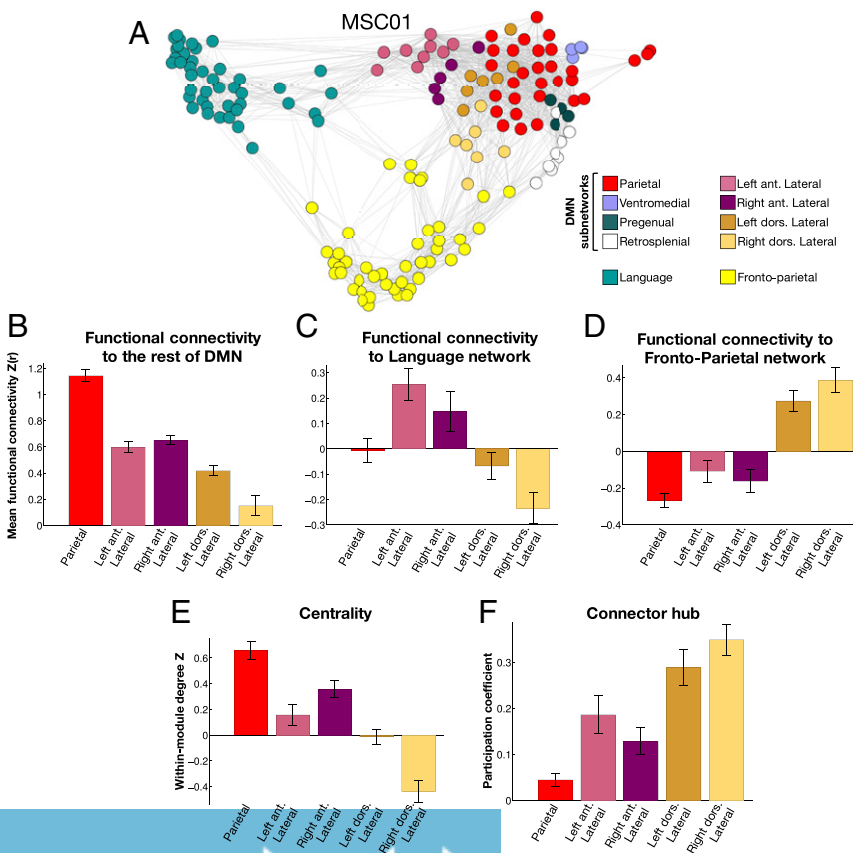 A
MSC01
DMN
subnetworks
Parietal
Ventromedial
Pregenual
Retrosplenial
Language
Left ant. Lateral
Right ant. Lateral
Left dors. Lateral
Right dors. Lateral
Fronto-parietal
B
Functional connectivity
to the rest of DMN
Mean functional connectivity Z(r)
1.2
1
0.8
0.6
0.4
0.2
0
Parietal
Left ant.
Lateral
Right ant.
Lateral
Left dors.
Lateral
Right dors.
Lateral
C
Functional connectivity
to Language network
0.3
0.2
0.1
0
−0.1
−0.2
−0.3
Parietal
Left ant.
Lateral
Right ant.
Lateral
Left dors.
Lateral
Right dors.
Lateral
D
Functional connectivity to
Fronto-Parietal network
0.4
0.2
0
−0.2
−0.4
Parietal
Left ant.
Lateral
Right ant.
Lateral
Left dors.
Lateral
Right dors.
Lateral
E
Centrality
Within-module degree Z
0.6
0.4
0.2
0
−0.2
−0.4
Parietal
Left ant.
Lateral
Right ant.
Lateral
Left dors.
Lateral
Right dors.
Lateral
F
Connector hub
Participation coefficient
0.3
0.2
0.1
0
Parietal
Left ant.
Lateral
Right ant.
Lateral
Left dors.
Lateral
Right dors.
Lateral